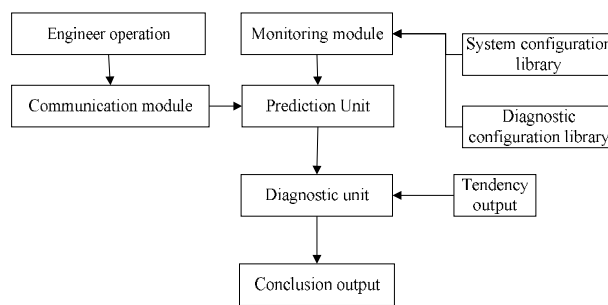 Engineer operation
Monitoring module
System configuration
library
Communication module
Prediction Unit
Diagnostic
configuration library
Diagnostic unit
Tendency
output
Conclusion output